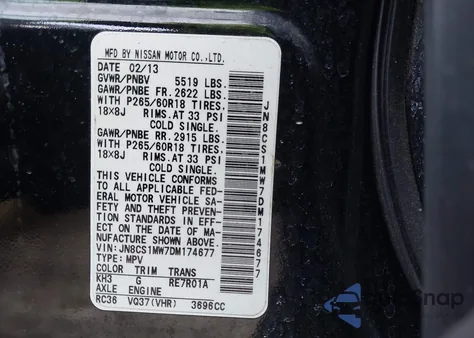 MFD BY NISSAN MOTOR CO.,LTD.
DATE 02/13
GVWR/PNBV 5519 LBS.
GAWR/PNBE FR. 2622 LBS.
WITH P265/60R18 TIRES.
18X8J RIMS.AT 33 PSI
COLD SINGLE.
GAWR/PNBE RR. 2915 LBS.
WITH P265/60R18 TIRES.
18X8J RIMS.AT 33 PSI
COLD SINGLE.
THIS VEHICLE CONFORMS
TO ALL APPLICABLE FED-
ERAL MOTOR VEHICLE SA-
FETY AND THEFT PREVEN-
TION STANDARDS IN EFF-
ECT ON THE DATE OF MA-
NUFACTURE SHOWN ABOVE.
VIN: JN8CS1MW7DM174677
TYPE: MPV
COLOR TRIM TRANS
KH3 G RE7R01A
AXLE ENGINE
RC36 VQ37(VHR) 3696CC
JN8CS1MW7DM174677